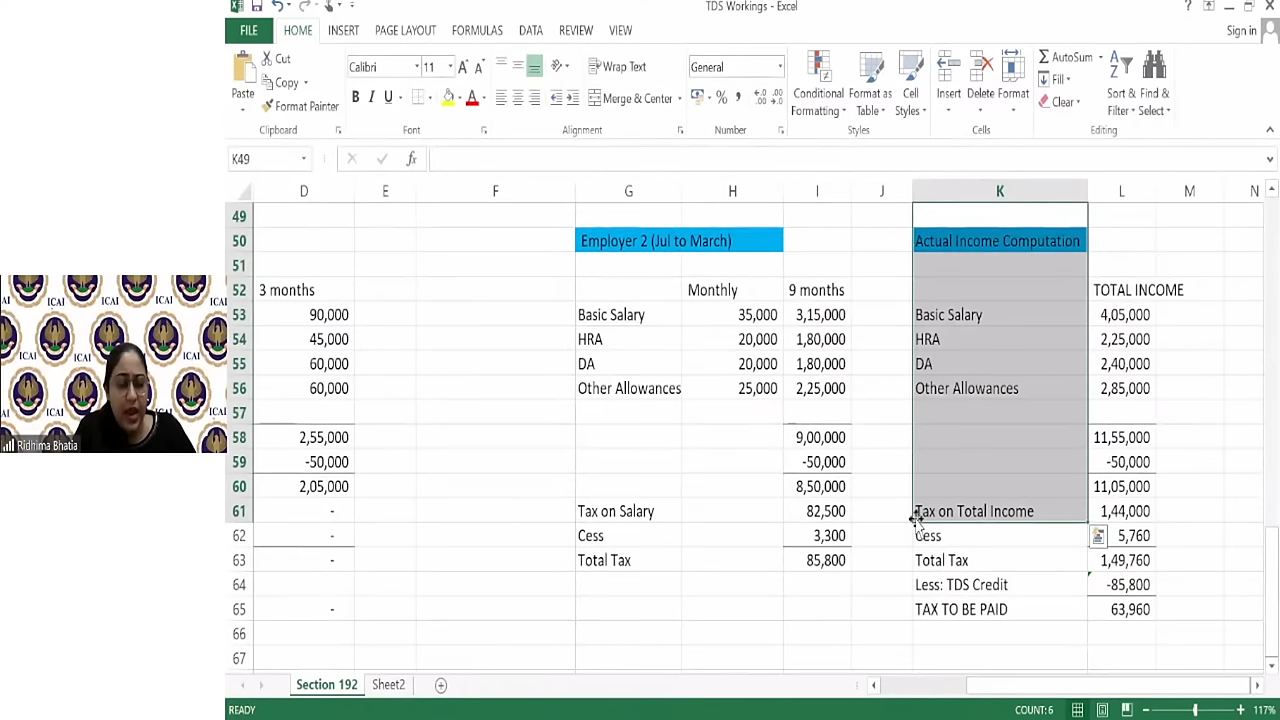 TDS Workings - Excel
Sign in
FILE HOME INSERT PAGE LAYOUT FORMULAS DATA REVIEW VIEW
Paste
Cut
Copy
Format Painter
Clipboard
Calibri 11
B I U
Font
Wrap Text
Merge & Center
Alignment
General
Number
Conditional Formatting
Format as Table
Cell Styles
Styles
Insert Delete Format
Cells
AutoSum
Fill
Clear
Sort & Filter
Find & Select
Editing
K49 fx
D E F G H I J K L M N
49
50 Employer 2 (Jul to March) Actual Income Computation
51
52 3 months Monthly 9 months TOTAL INCOME
53 90,000 Basic Salary 35,000 3,15,000 Basic Salary 4,05,000
54 45,000 HRA 20,000 1,80,000 HRA 2,25,000
55 60,000 DA 20,000 1,80,000 DA 2,40,000
56 60,000 Other Allowances 25,000 2,25,000 Other Allowances 2,85,000
57
58 2,55,000 9,00,000 11,55,000
59 -50,000 -50,000 -50,000
60 2,05,000 8,50,000 11,05,000
61 - Tax on Salary 82,500 Tax on Total Income 1,44,000
62 - Cess 3,300 Cess 5,760
63 - Total Tax 85,800 Total Tax 1,49,760
64 Less: TDS Credit -85,800
65 - TAX TO BE PAID 63,960
66
67
Section 192 Sheet2
READY COUNT: 6 117%
ICAI ICAI ICAI
ICAI
ICAI
Ridhima Bhatia